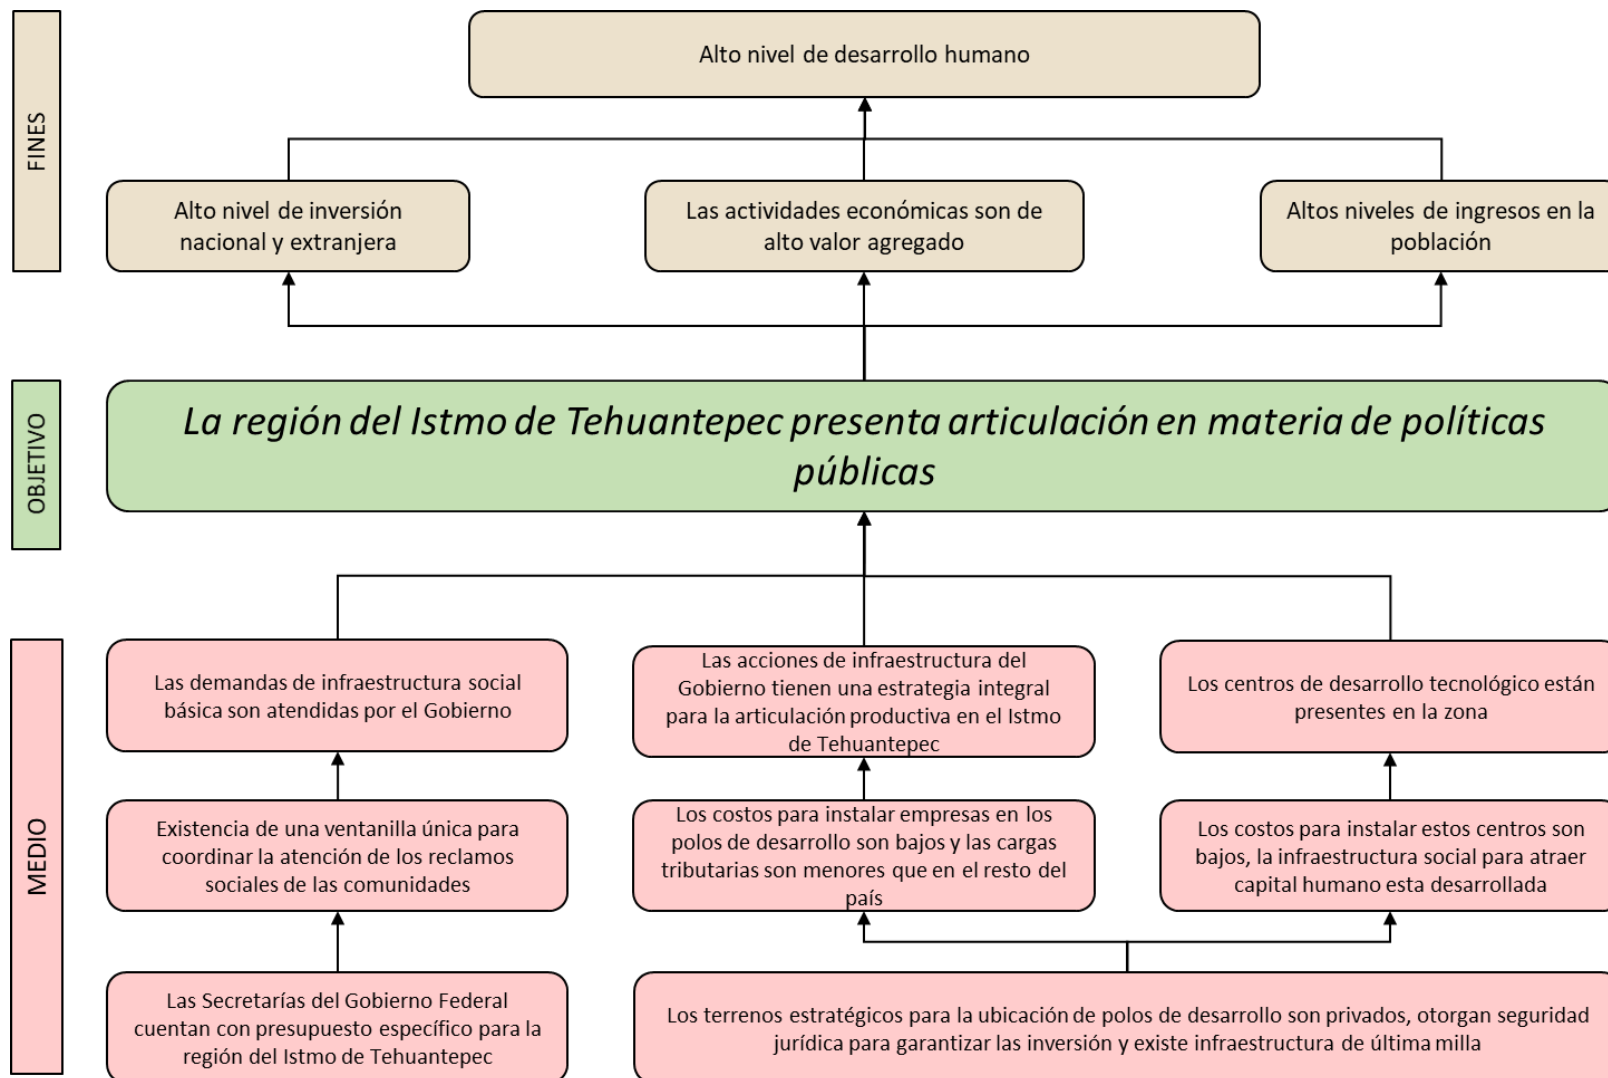 FINES
Alto nivel de desarrollo humano
Alto nivel de inversión
nacional y extranjera
Las actividades económicas son de
alto valor agregado
Altos niveles de ingresos en la
población
OBJETIVO
La región del Istmo de Tehuantepec presenta articulación en materia de políticas
públicas
MEDIO
Las demandas de infraestructura social
básica son atendidas por el Gobierno
Las acciones de infraestructura del
Gobierno tienen una estrategia integral
para la articulación productiva en el Istmo
de Tehuantepec
Los centros de desarrollo tecnológico están
presentes en la zona
Existencia de una ventanilla única para
coordinar la atención de los reclamos
sociales de las comunidades
Los costos para instalar empresas en los
polos de desarrollo son bajos y las cargas
tributarias son menores que en el resto del
país
Los costos para instalar estos centros son
bajos, la infraestructura social para atraer
capital humano esta desarrollada
Las Secretarías del Gobierno Federal
cuentan con presupuesto específico para la
región del Istmo de Tehuantepec
Los terrenos estratégicos para la ubicación de polos de desarrollo son privados, otorgan seguridad
jurídica para garantizar las inversión y existe infraestructura de última milla